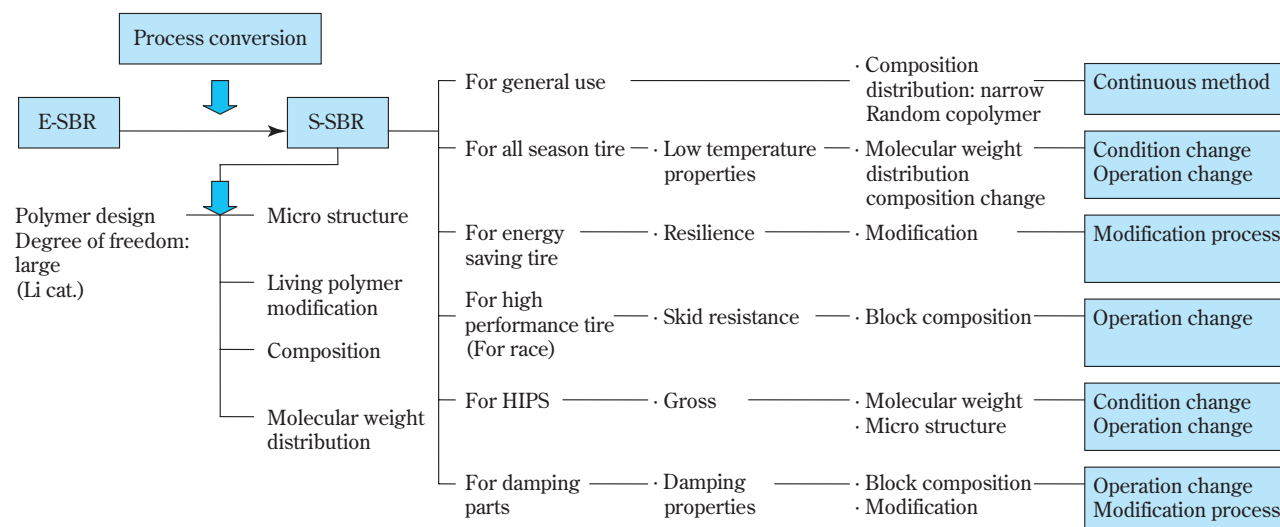 Process conversion
E-SBR
S-SBR
Polymer design
Degree of freedom:
large
(Li cat.)
Micro structure
Living polymer
modification
Composition
Molecular weight
distribution
For general use
· Composition
distribution: narrow
Random copolymer
Continuous method
For all season tire
· Low temperature
properties
· Molecular weight
distribution
composition change
Condition change
Operation change
For energy
saving tire
· Resilience
· Modification
Modification process
For high
performance tire
(For race)
· Skid resistance
· Block composition
Operation change
For HIPS
· Gross
· Molecular weight
· Micro structure
Condition change
Operation change
For damping
parts
· Damping
properties
· Block composition
· Modification
Operation change
Modification process